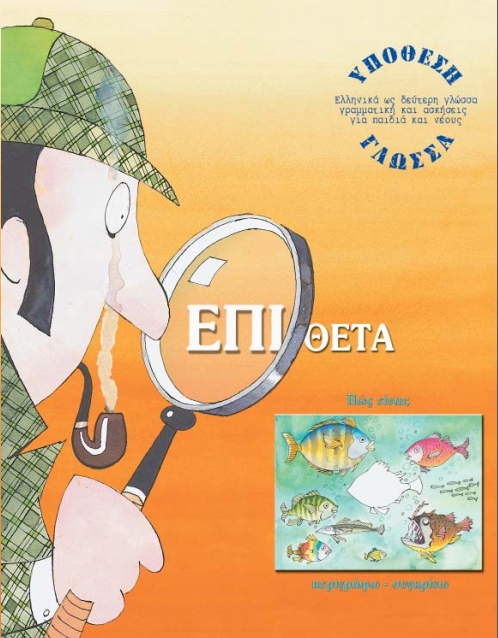 ΥΠΟΘΕΣΗ
Ελληνικά ως δεύτερη γλώσσα
γραμματική και ασκήσεις
για παιδιά και νέους
ΓΛΩΣΣΑ
ΕΠΙΘΕΤΑ
Πώς είναι;
περιγράφω - συγκρίνω